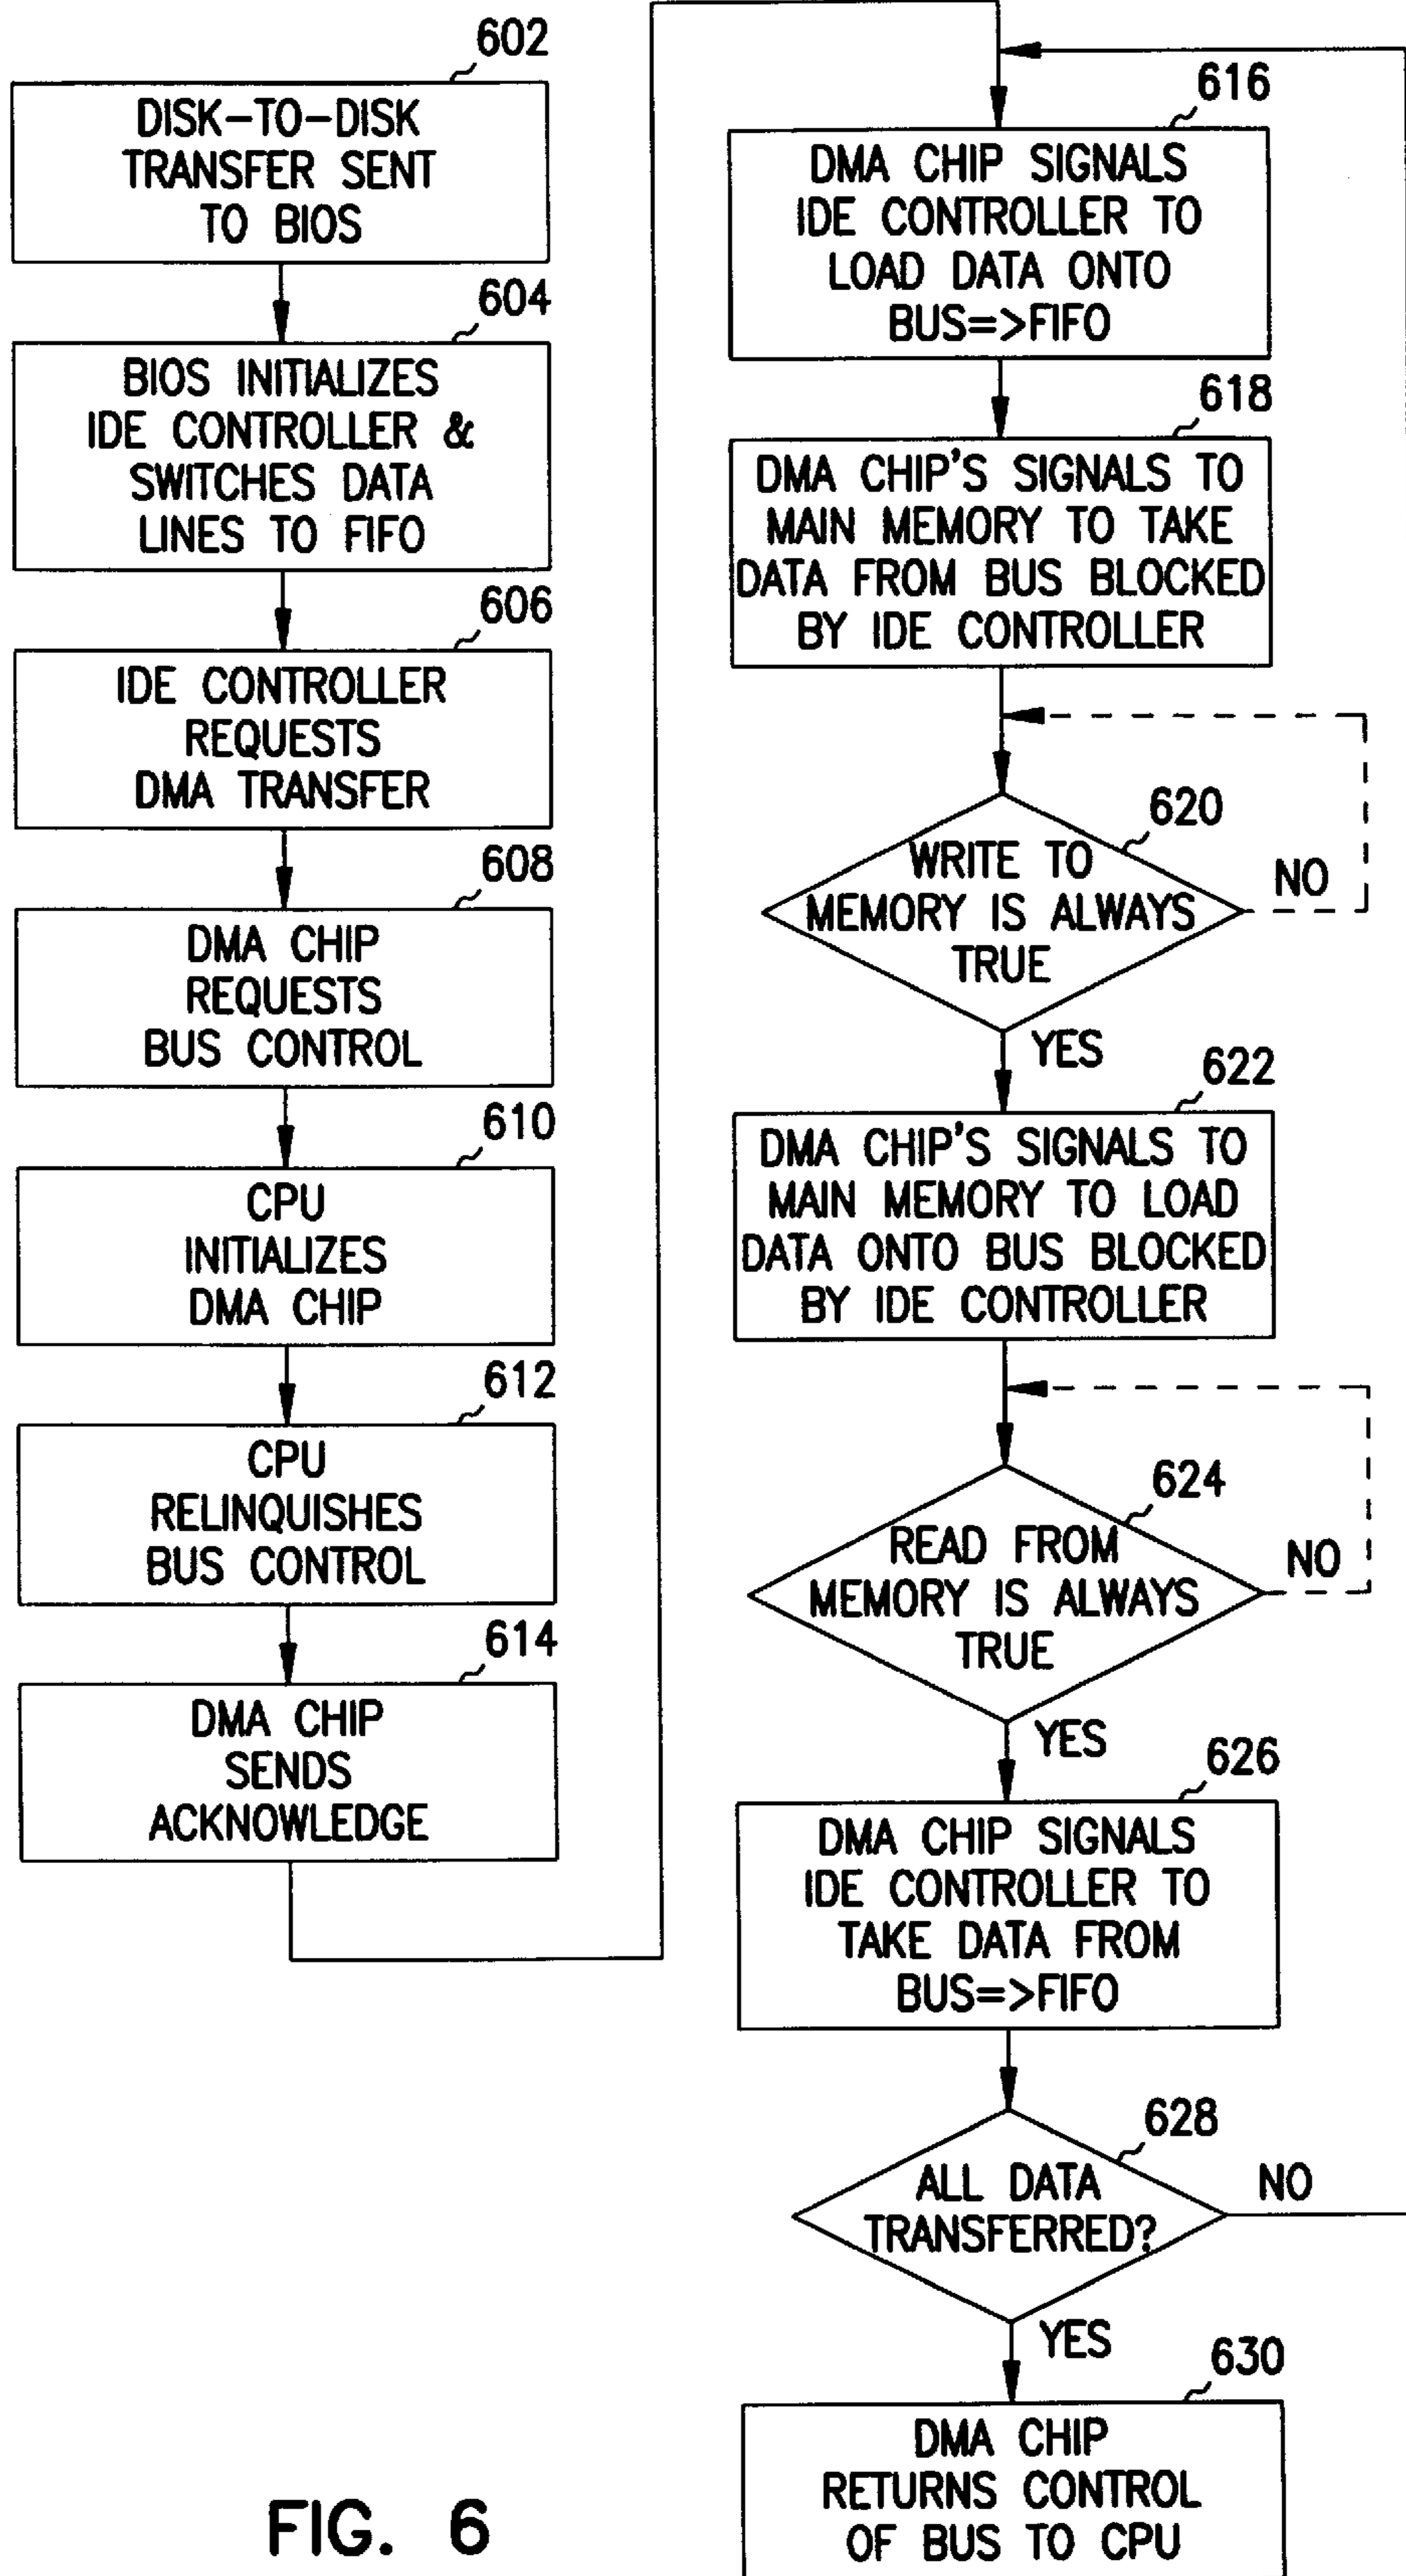 602
DISK-TO-DISK
TRANSFER SENT
TO BIOS
604
BIOS INITIALIZES
IDE CONTROLLER &
SWITCHES DATA
LINES TO FIFO
606
IDE CONTROLLER
REQUESTS
DMA TRANSFER
608
DMA CHIP
REQUESTS
BUS CONTROL
610
CPU
INITIALIZES
DMA CHIP
612
CPU
RELINQUISHES
BUS CONTROL
614
DMA CHIP
SENDS
ACKNOWLEDGE
616
DMA CHIP SIGNALS
IDE CONTROLLER TO
LOAD DATA ONTO
BUS=>FIFO
618
DMA CHIP'S SIGNALS TO
MAIN MEMORY TO TAKE
DATA FROM BUS BLOCKED
BY IDE CONTROLLER
620
WRITE TO
MEMORY IS ALWAYS
TRUE
NO
YES
622
DMA CHIP'S SIGNALS TO
MAIN MEMORY TO LOAD
DATA ONTO BUS BLOCKED
BY IDE CONTROLLER
624
READ FROM
MEMORY IS ALWAYS
TRUE
NO
YES
626
DMA CHIP SIGNALS
IDE CONTROLLER TO
TAKE DATA FROM
BUS=>FIFO
628
ALL DATA
TRANSFERRED?
NO
YES
630
DMA CHIP
RETURNS CONTROL
OF BUS TO CPU
FIG. 6